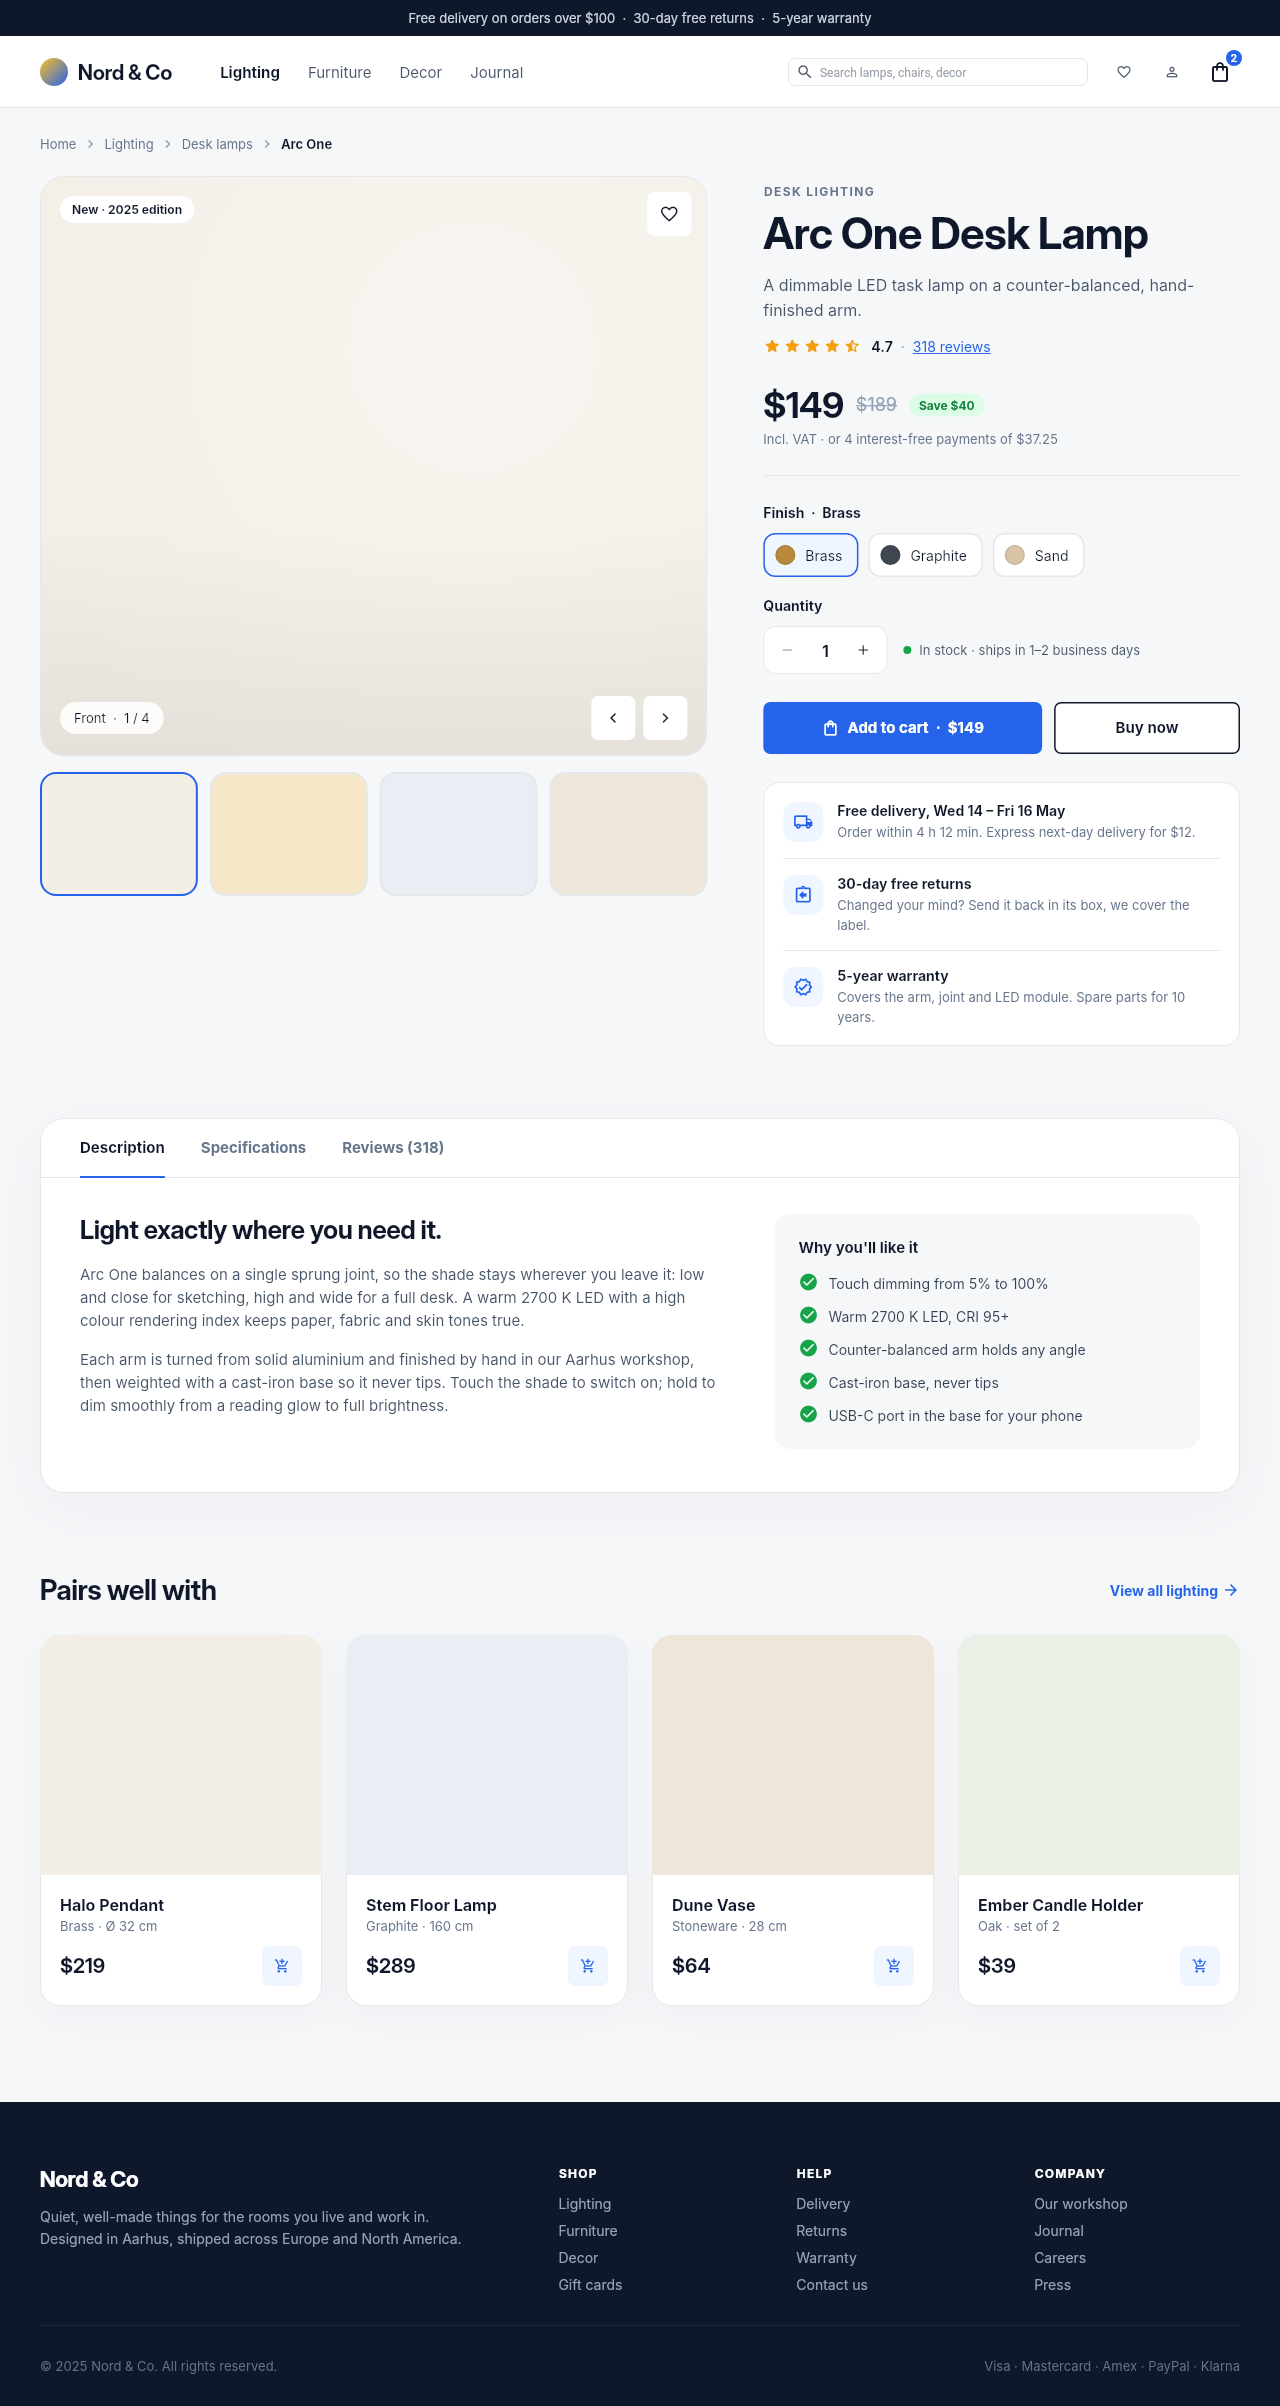 Free delivery on orders over $100 · 30-day free returns · 5-year warranty
Nord & Co
Lighting
Furniture
Decor
Journal
Search lamps, chairs, decor
2
Home
Lighting
Desk lamps
Arc One
New · 2025 edition
Front · 1 / 4
DESK LIGHTING
Arc One Desk Lamp
A dimmable LED task lamp on a counter-balanced, hand-
finished arm.
4.7 · 318 reviews
$149 $189 Save $40
Incl. VAT · or 4 interest-free payments of $37.25
Finish · Brass
Brass
Graphite
Sand
Quantity
− 1 +
In stock · ships in 1–2 business days
Add to cart · $149
Buy now
Free delivery, Wed 14 – Fri 16 May
Order within 4 h 12 min. Express next-day delivery for $12.
30-day free returns
Changed your mind? Send it back in its box, we cover the
label.
5-year warranty
Covers the arm, joint and LED module. Spare parts for 10
years.
Description
Specifications
Reviews (318)
Light exactly where you need it.
Arc One balances on a single sprung joint, so the shade stays wherever you leave it: low
and close for sketching, high and wide for a full desk. A warm 2700 K LED with a high
colour rendering index keeps paper, fabric and skin tones true.
Each arm is turned from solid aluminium and finished by hand in our Aarhus workshop,
then weighted with a cast-iron base so it never tips. Touch the shade to switch on; hold to
dim smoothly from a reading glow to full brightness.
Why you'll like it
Touch dimming from 5% to 100%
Warm 2700 K LED, CRI 95+
Counter-balanced arm holds any angle
Cast-iron base, never tips
USB-C port in the base for your phone
Pairs well with
View all lighting
Halo Pendant
Brass · Ø 32 cm
$219
Stem Floor Lamp
Graphite · 160 cm
$289
Dune Vase
Stoneware · 28 cm
$64
Ember Candle Holder
Oak · set of 2
$39
Nord & Co
Quiet, well-made things for the rooms you live and work in.
Designed in Aarhus, shipped across Europe and North America.
SHOP
Lighting
Furniture
Decor
Gift cards
HELP
Delivery
Returns
Warranty
Contact us
COMPANY
Our workshop
Journal
Careers
Press
© 2025 Nord & Co. All rights reserved.
Visa · Mastercard · Amex · PayPal · Klarna